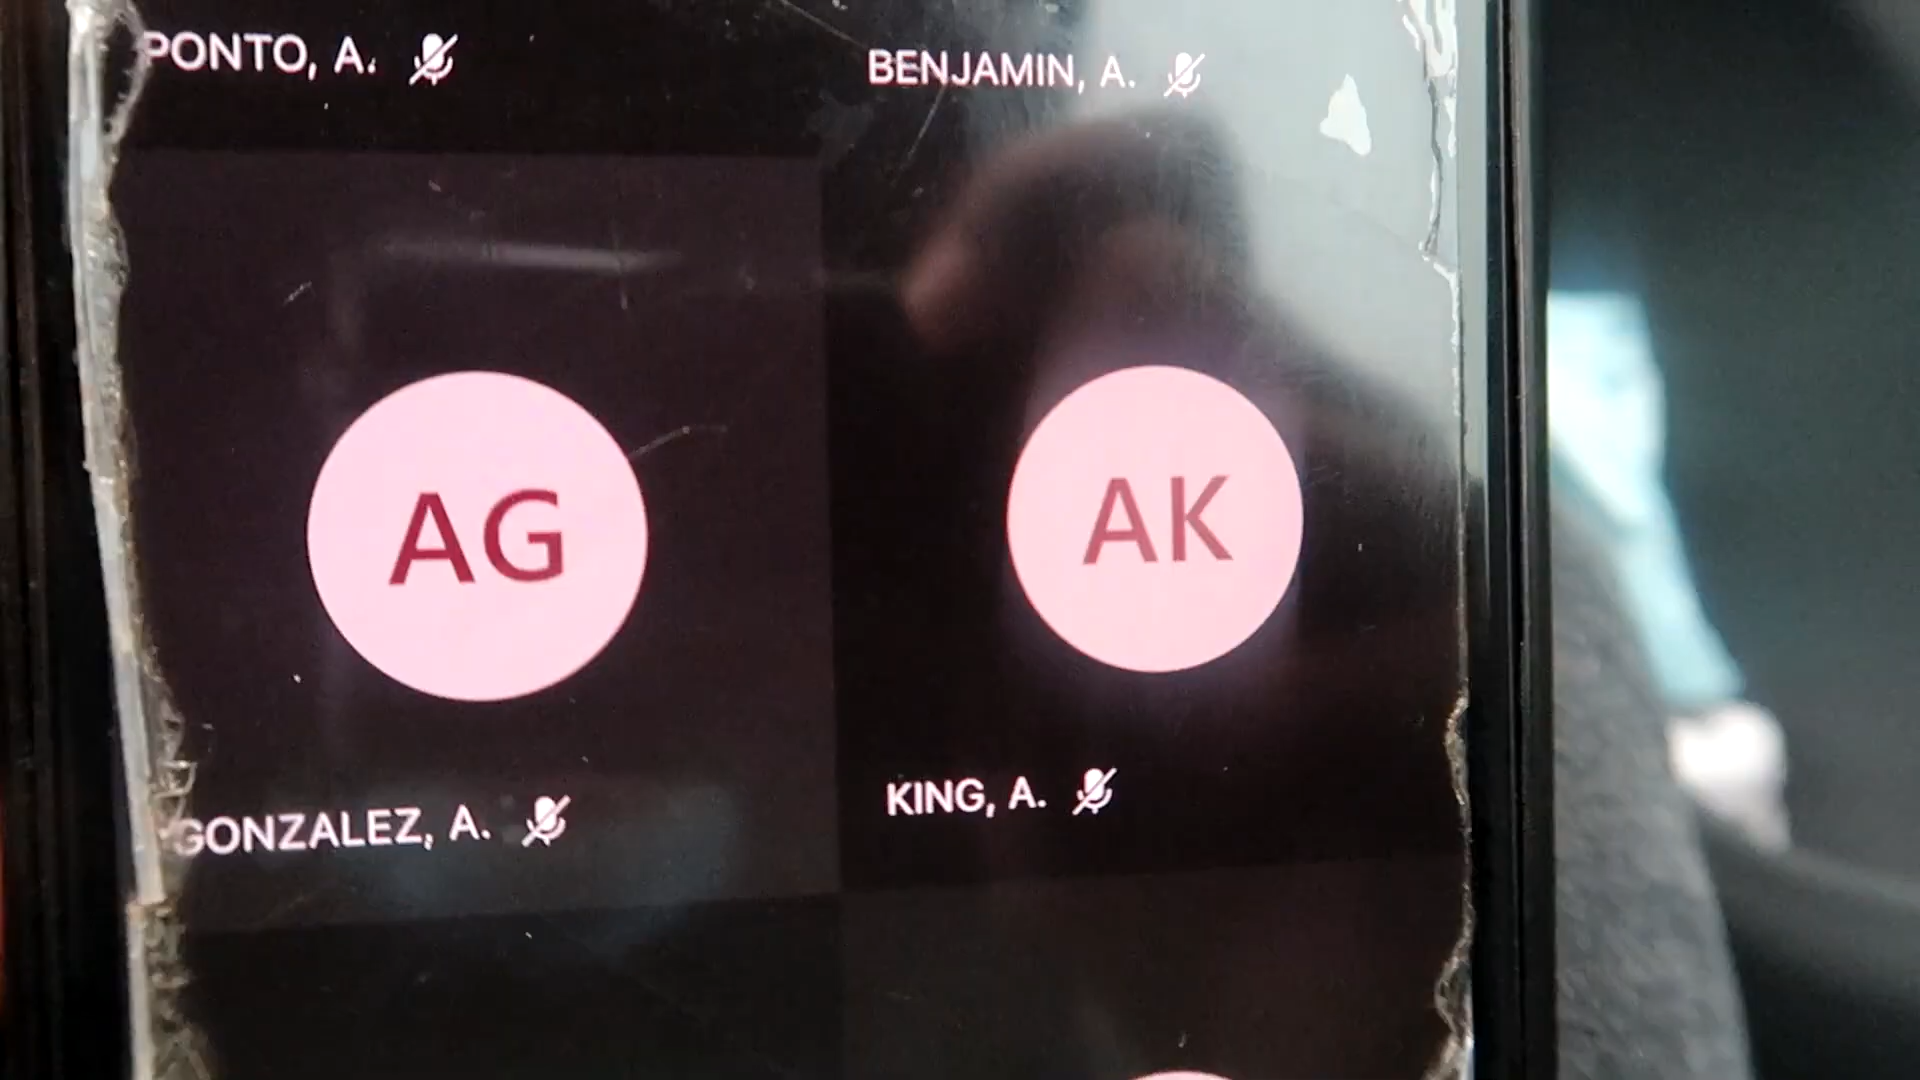 PONTO, A.
BENJAMIN, A.
AG
AK
GONZALEZ, A.
KING, A.